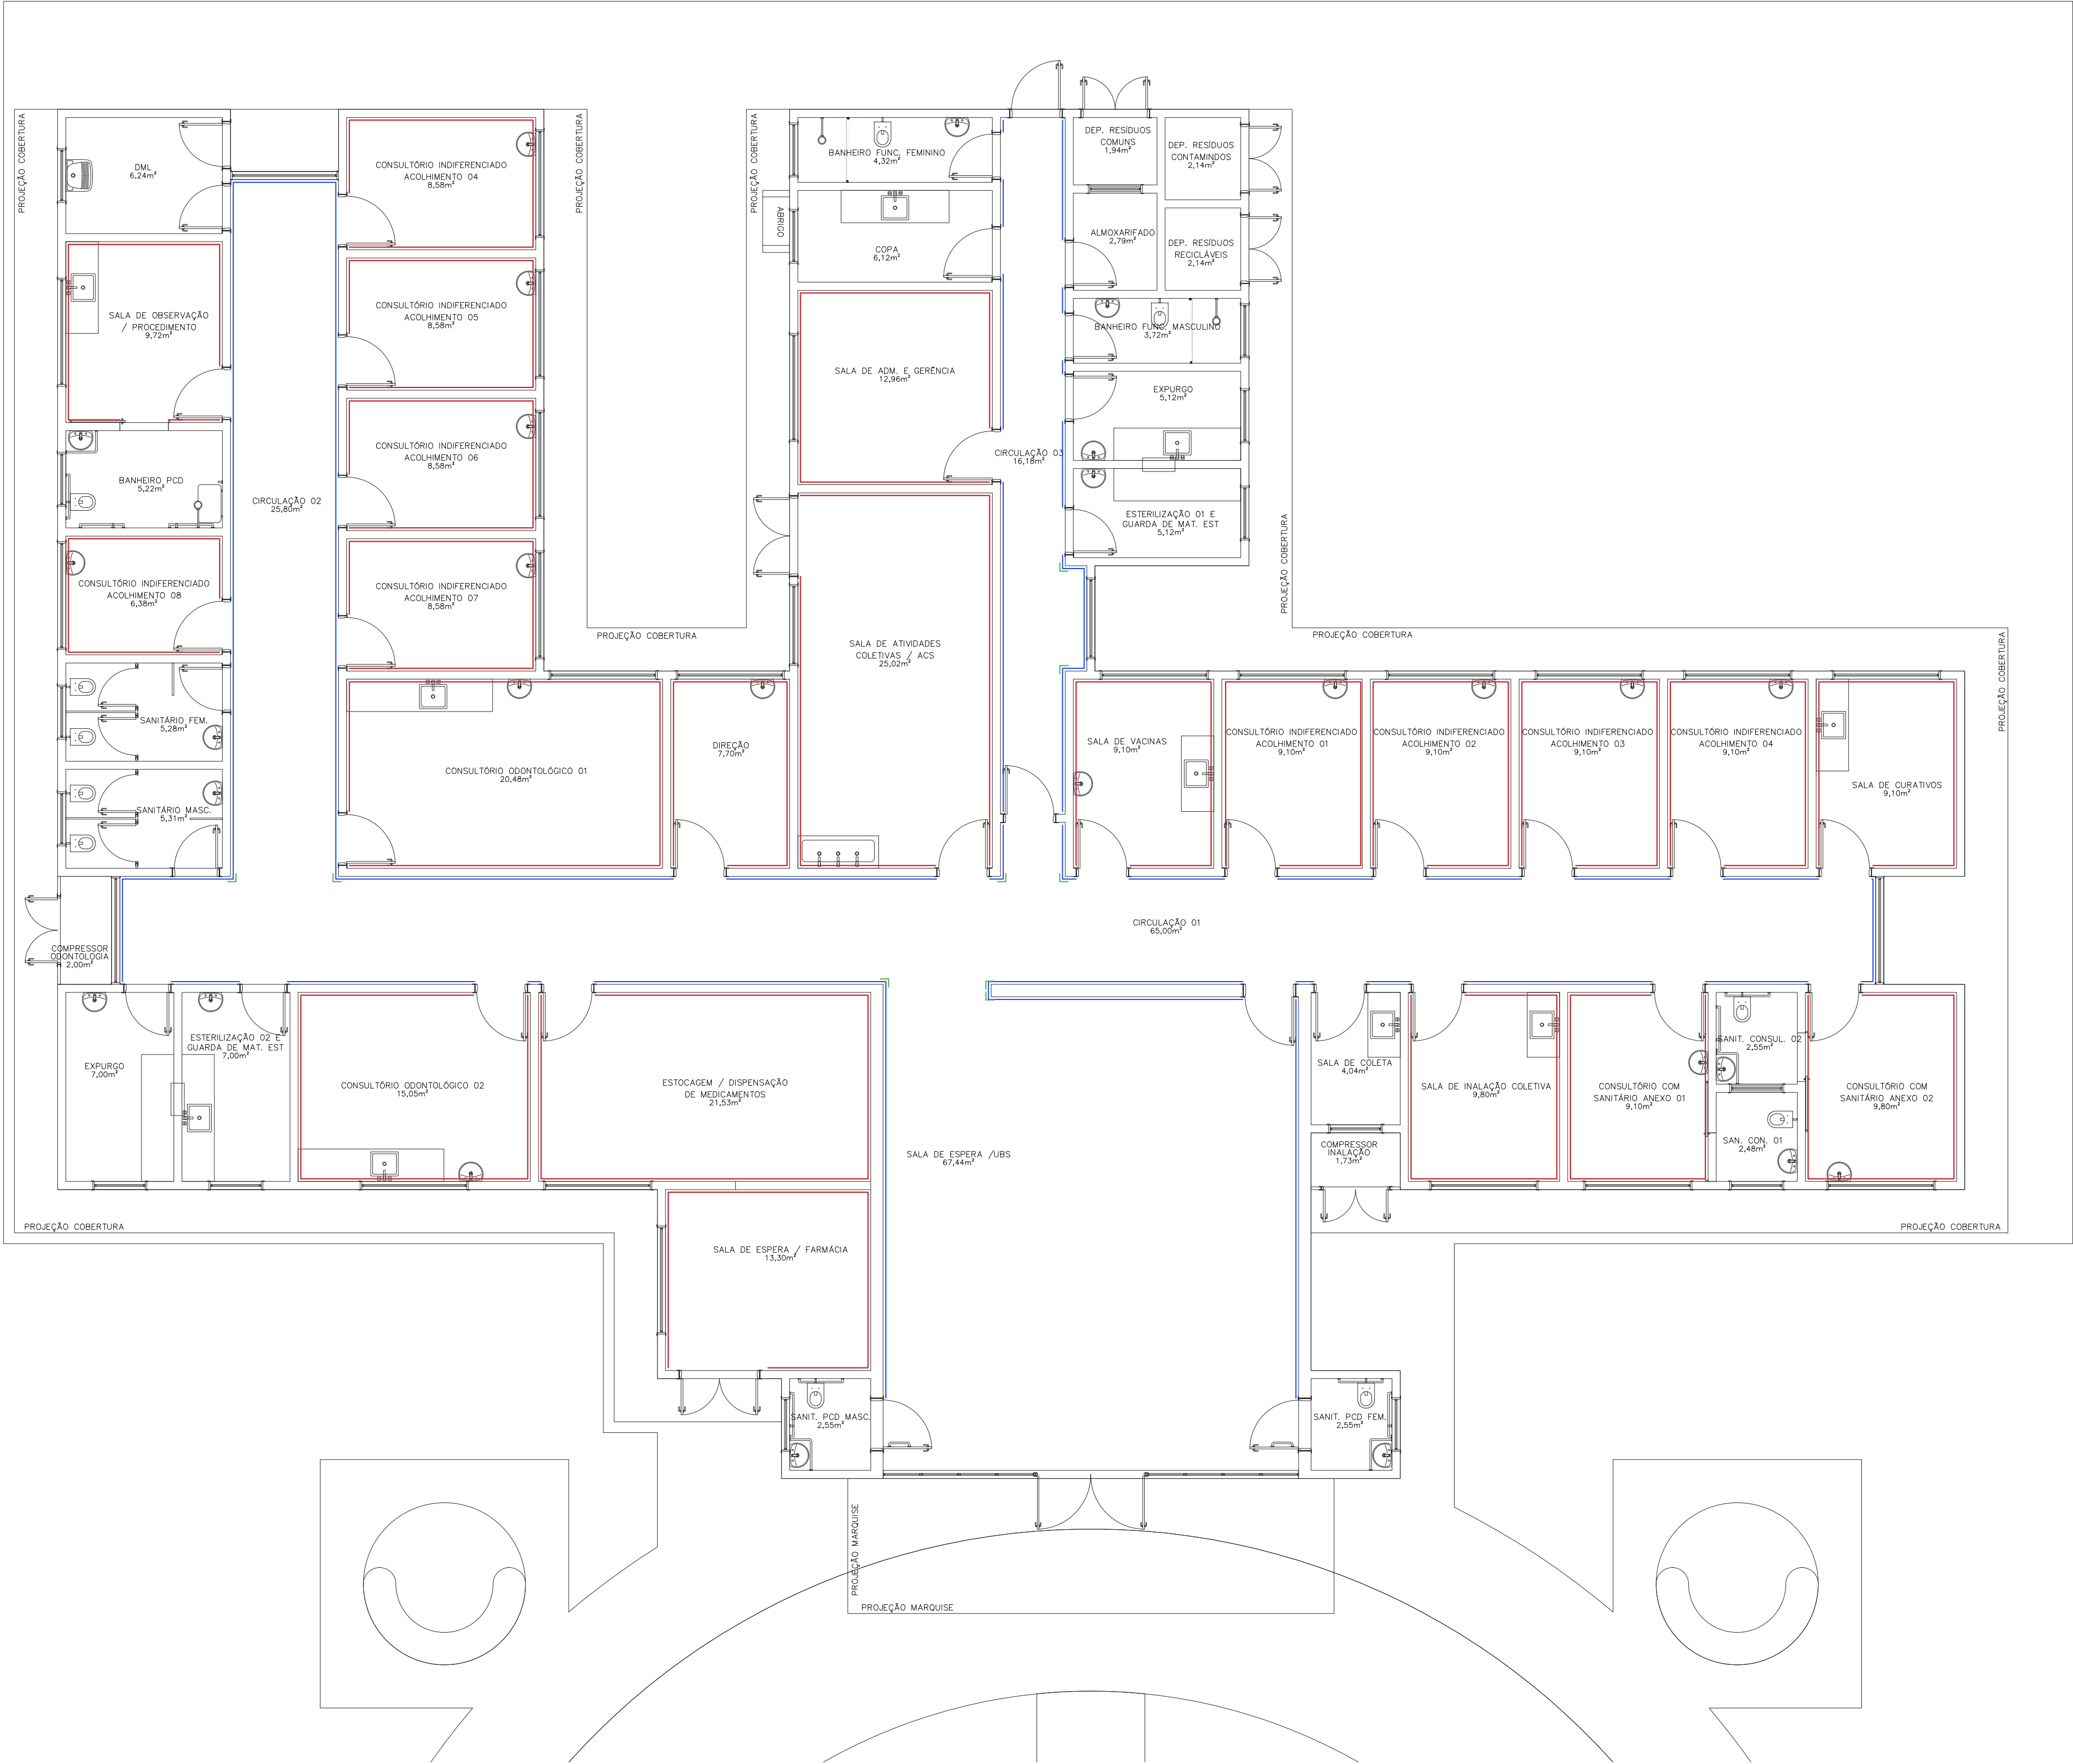 PROJEÇÃO COBERTURA
PROJEÇÃO COBERTURA
PROJEÇÃO COBERTURA
DML
6,24m²
CONSULTÓRIO INDIFERENCIADO
ACOLHIMENTO 04
8,58m²
BANHEIRO FUNC. FEMININO
4,32m²
DEP. RESÍDUOS
COMUNS
1,94m²
DEP. RESÍDUOS
CONTAMINDOS
2,14m²
ABRIGO
COPA
6,12m²
ALMOXARIFADO
2,79m²
DEP. RESÍDUOS
RECICLÁVEIS
2,14m²
SALA DE OBSERVAÇÃO
/ PROCEDIMENTO
9,72m²
CONSULTÓRIO INDIFERENCIADO
ACOLHIMENTO 05
8,58m²
BANHEIRO FUNC. MASCULINO
3,72m²
SALA DE ADM. E GERÊNCIA
12,96m²
EXPURGO
5,12m²
CONSULTÓRIO INDIFERENCIADO
ACOLHIMENTO 06
8,58m²
CIRCULAÇÃO 03
16,18m²
BANHEIRO PCD
5,22m²
CIRCULAÇÃO 02
25,80m²
ESTERILIZAÇÃO 01 E
GUARDA DE MAT. EST
5,12m²
PROJEÇÃO COBERTURA
CONSULTÓRIO INDIFERENCIADO
ACOLHIMENTO 08
6,38m²
CONSULTÓRIO INDIFERENCIADO
ACOLHIMENTO 07
8,58m²
PROJEÇÃO COBERTURA
PROJEÇÃO COBERTURA
PROJEÇÃO COBERTURA
SALA DE ATIVIDADES
COLETIVAS / ACS
25,02m²
SANITÁRIO FEM.
5,28m²
CONSULTÓRIO ODONTOLÓGICO 01
20,48m²
DIREÇÃO
7,70m²
SALA DE VACINAS
9,10m²
CONSULTÓRIO INDIFERENCIADO
ACOLHIMENTO 01
9,10m²
CONSULTÓRIO INDIFERENCIADO
ACOLHIMENTO 02
9,10m²
CONSULTÓRIO INDIFERENCIADO
ACOLHIMENTO 03
9,10m²
CONSULTÓRIO INDIFERENCIADO
ACOLHIMENTO 04
9,10m²
SALA DE CURATIVOS
9,10m²
SANITÁRIO MASC.
5,31m²
CIRCULAÇÃO 01
65,00m²
COMPRESSOR
ODONTOLOGIA
2,00m²
EXPURGO
7,00m²
ESTERILIZAÇÃO 02 E
GUARDA DE MAT. EST
7,00m²
CONSULTÓRIO ODONTOLÓGICO 02
15,05m²
ESTOCAGEM / DISPENSAÇÃO
DE MEDICAMENTOS
21,53m²
SALA DE ESPERA /UBS
67,44m²
SALA DE COLETA
4,04m²
COMPRESSOR
INALAÇÃO
1,73m²
SALA DE INALAÇÃO COLETIVA
9,80m²
CONSULTÓRIO COM
SANITÁRIO ANEXO 01
9,10m²
SANIT. CONSUL. 02
2,55m²
SAN. CON. 01
2,48m²
CONSULTÓRIO COM
SANITÁRIO ANEXO 02
9,80m²
PROJEÇÃO COBERTURA
PROJEÇÃO COBERTURA
SALA DE ESPERA / FARMÁCIA
13,30m²
SANIT. PCD MASC.
2,55m²
SANIT. PCD FEM.
2,55m²
PROJEÇÃO MARQUISE
PROJEÇÃO MARQUISE